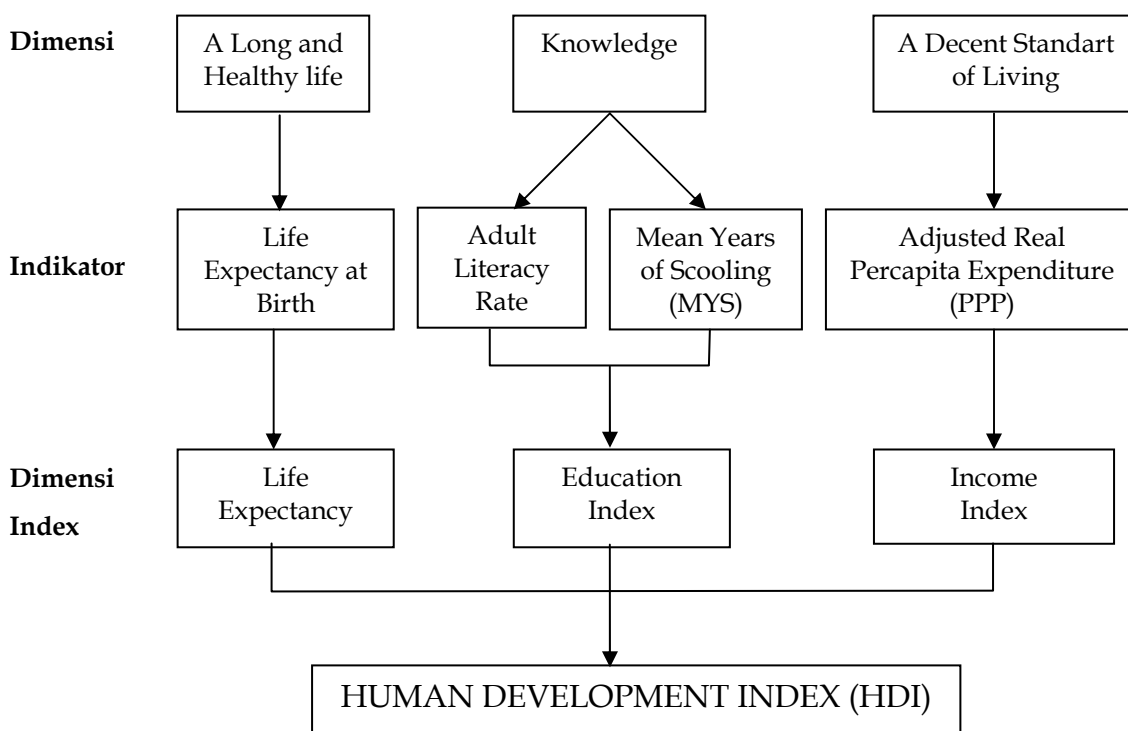 Dimensi
A Long and
Healthy life
Knowledge
A Decent Standart
of Living
Indikator
Life
Expectancy at
Birth
Adult
Literacy
Rate
Mean Years
of Scooling
(MYS)
Adjusted Real
Percapita Expenditure
(PPP)
Dimensi
Index
Life
Expectancy
Education
Index
Income
Index
HUMAN DEVELOPMENT INDEX (HDI)